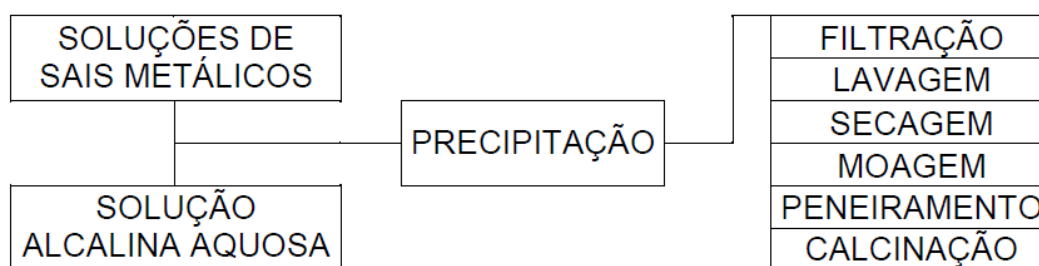 SOLUÇÕES DE
SAIS METÁLICOS
SOLUÇÃO
ALCALINA AQUOSA
PRECIPITAÇÃO
FILTRAÇÃO
LAVAGEM
SECAGEM
MOAGEM
PENEIRAMENTO
CALCINAÇÃO